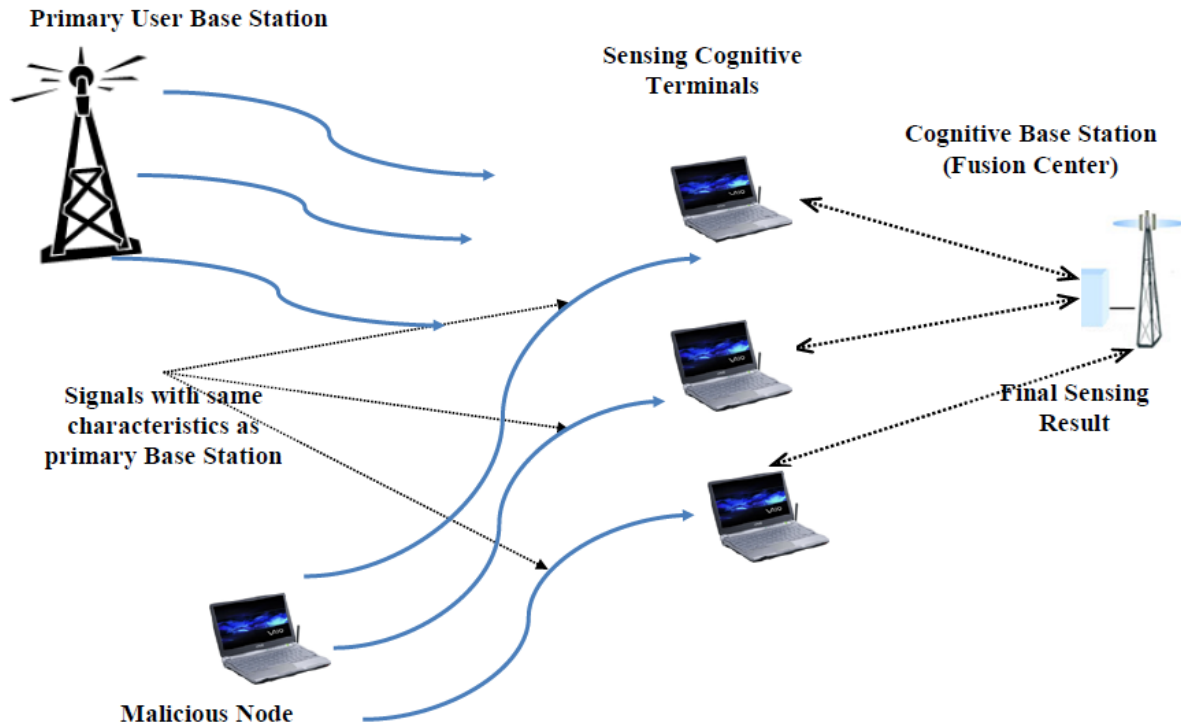 Primary User Base Station
Sensing Cognitive
Terminals
Cognitive Base Station
(Fusion Center)
Signals with same
characteristics as
primary Base Station
Final Sensing
Result
Malicious Node